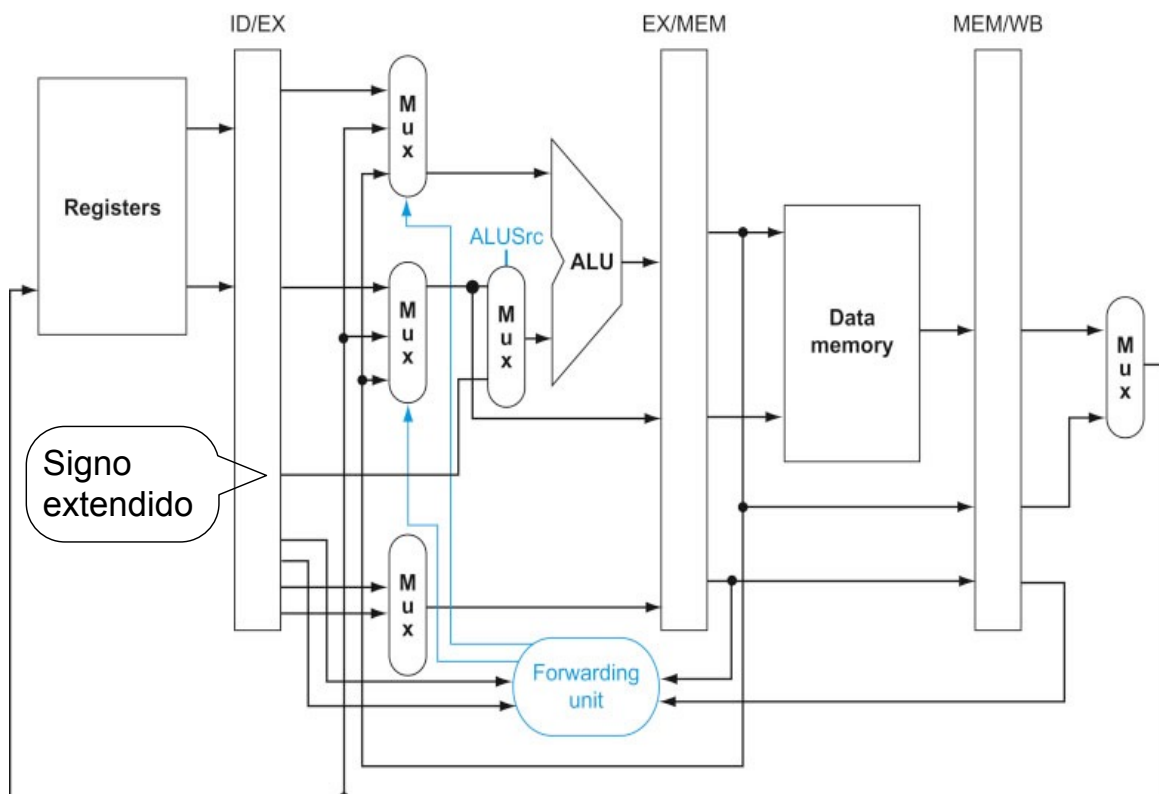 ID/EX
EX/MEM
MEM/WB
Registers
M
u
x
ALUSrc
M
u
x
M
u
x
ALU
Data
memory
M
u
x
Signo
extendido
M
u
x
Forwarding
unit